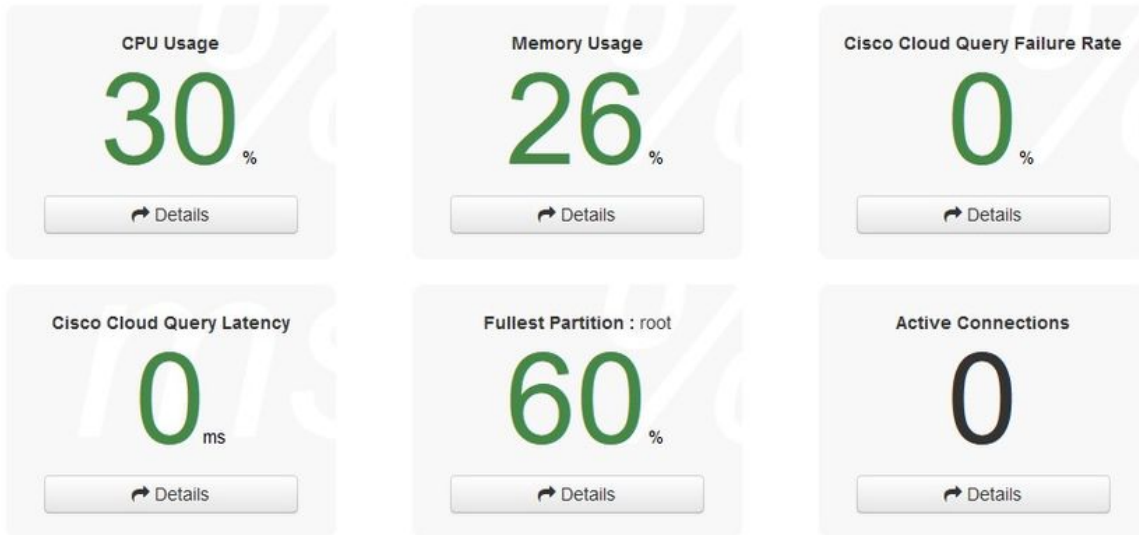 CPU Usage
30 %
Details
Memory Usage
26 %
Details
Cisco Cloud Query Failure Rate
0 %
Details
Cisco Cloud Query Latency
0 ms
Details
Fullest Partition : root
60 %
Details
Active Connections
0
Details